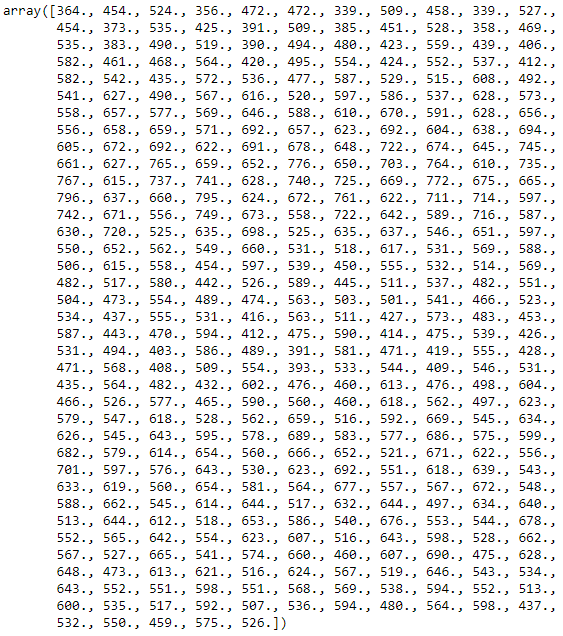 array([364., 454., 524., 356., 472., 472., 339., 509., 458., 339., 527.,
454., 373., 535., 425., 391., 509., 385., 451., 528., 358., 469.,
535., 383., 490., 519., 390., 494., 480., 423., 559., 439., 406.,
582., 461., 468., 564., 420., 495., 554., 424., 552., 537., 412.,
582., 542., 435., 572., 536., 477., 587., 529., 515., 608., 492.,
541., 627., 490., 567., 616., 520., 597., 586., 537., 628., 573.,
558., 657., 577., 569., 646., 588., 610., 670., 591., 628., 656.,
556., 658., 659., 571., 692., 657., 623., 692., 604., 638., 694.,
605., 672., 692., 622., 691., 678., 648., 722., 674., 645., 745.,
661., 627., 765., 659., 652., 776., 650., 703., 764., 610., 735.,
767., 615., 737., 741., 628., 740., 725., 669., 772., 675., 665.,
796., 637., 660., 795., 624., 672., 761., 622., 711., 714., 597.,
742., 671., 556., 749., 673., 558., 722., 642., 589., 716., 587.,
630., 720., 525., 635., 698., 525., 635., 637., 546., 651., 597.,
550., 652., 562., 549., 660., 531., 518., 617., 531., 569., 588.,
506., 615., 558., 454., 597., 539., 450., 555., 532., 514., 569.,
482., 517., 580., 442., 526., 589., 445., 511., 537., 482., 551.,
504., 473., 554., 489., 474., 563., 503., 501., 541., 466., 523.,
534., 437., 555., 531., 416., 563., 511., 427., 573., 483., 453.,
587., 443., 470., 594., 412., 475., 590., 414., 475., 539., 426.,
531., 494., 403., 586., 489., 391., 581., 471., 419., 555., 428.,
471., 568., 408., 509., 554., 393., 533., 544., 409., 546., 531.,
435., 564., 482., 432., 602., 476., 460., 613., 476., 498., 604.,
466., 526., 577., 465., 590., 560., 460., 618., 562., 497., 623.,
579., 547., 618., 528., 562., 659., 516., 592., 669., 545., 634.,
626., 545., 643., 595., 578., 689., 583., 577., 686., 575., 599.,
682., 579., 614., 654., 560., 666., 652., 521., 671., 622., 556.,
701., 597., 576., 643., 530., 623., 692., 551., 618., 639., 543.,
633., 619., 560., 654., 581., 564., 677., 557., 567., 672., 548.,
588., 662., 545., 614., 644., 517., 632., 644., 497., 634., 640.,
513., 644., 612., 518., 653., 586., 540., 676., 553., 544., 678.,
552., 565., 642., 554., 623., 607., 516., 643., 598., 528., 662.,
567., 527., 665., 541., 574., 660., 460., 607., 690., 475., 628.,
648., 473., 613., 621., 516., 624., 567., 519., 646., 543., 534.,
643., 552., 551., 598., 551., 568., 569., 538., 594., 552., 513.,
600., 535., 517., 592., 507., 536., 594., 480., 564., 598., 437.,
532., 550., 459., 575., 526.])